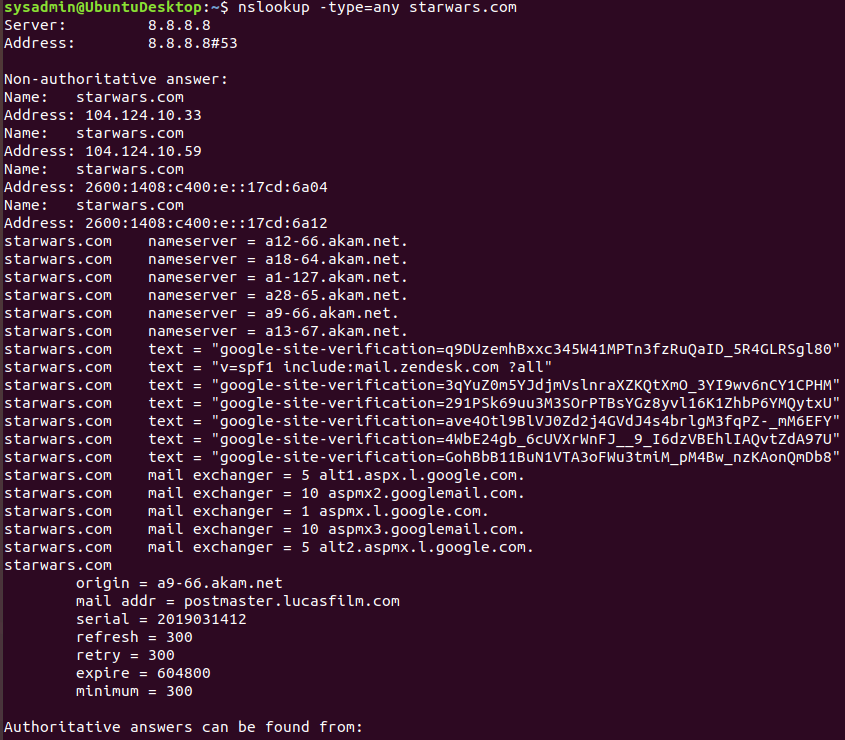 sysadmin@UbuntuDesktop:~$ nslookup -type=any starwars.com
Server:         8.8.8.8
Address:        8.8.8.8#53

Non-authoritative answer:
Name:   starwars.com
Address: 104.124.10.33
Name:   starwars.com
Address: 104.124.10.59
Name:   starwars.com
Address: 2600:1408:c400:e::17cd:6a04
Name:   starwars.com
Address: 2600:1408:c400:e::17cd:6a12
starwars.com    nameserver = a12-66.akam.net.
starwars.com    nameserver = a18-64.akam.net.
starwars.com    nameserver = a1-127.akam.net.
starwars.com    nameserver = a28-65.akam.net.
starwars.com    nameserver = a9-66.akam.net.
starwars.com    nameserver = a13-67.akam.net.
starwars.com    text = "google-site-verification=q9DUzemhBxxc345W41MPTn3fzRuQaID_5R4GLRSgl80"
starwars.com    text = "v=spf1 include:mail.zendesk.com ?all"
starwars.com    text = "google-site-verification=3qYuZ0m5YJdjmVslnraXZKQtXmO_3YI9wv6nCY1CPHM"
starwars.com    text = "google-site-verification=291PSk69uu3M3SOrPTBsYGz8yvl16K1ZhbP6YMQytxU"
starwars.com    text = "google-site-verification=ave4Otl9BlVJ0Zd2j4GVdJ4s4brlgM3fqPZ-_mM6EFY"
starwars.com    text = "google-site-verification=4WbE24gb_6cUVXrWnFJ__9_I6dzVBEhlIAQvtZdA97U"
starwars.com    text = "google-site-verification=GohBbB11BuN1VTA3oFWu3tmiM_pM4Bw_nzKAonQmDb8"
starwars.com    mail exchanger = 5 alt1.aspx.l.google.com.
starwars.com    mail exchanger = 10 aspmx2.googlemail.com.
starwars.com    mail exchanger = 1 aspmx.l.google.com.
starwars.com    mail exchanger = 10 aspmx3.googlemail.com.
starwars.com    mail exchanger = 5 alt2.aspmx.l.google.com.
starwars.com
        origin = a9-66.akam.net
        mail addr = postmaster.lucasfilm.com
        serial = 2019031412
        refresh = 300
        retry = 300
        expire = 604800
        minimum = 300

Authoritative answers can be found from: